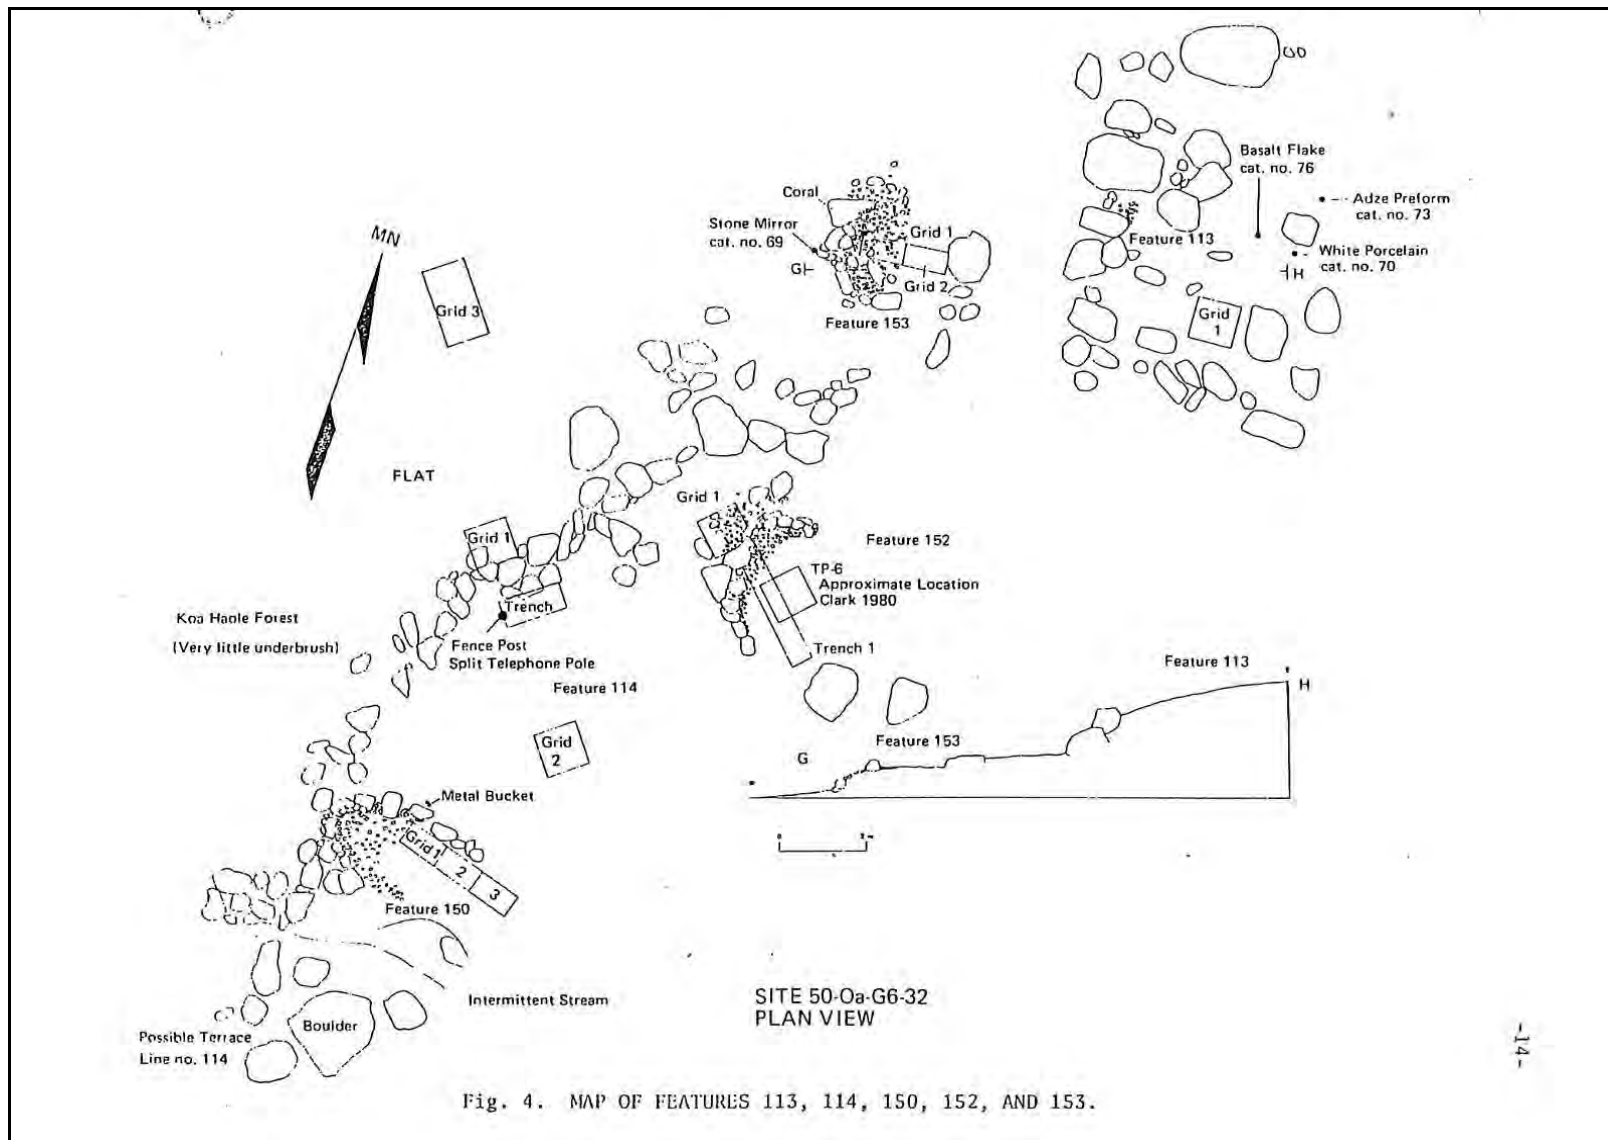 Basalt Flake
cat. no. 76
Coral
Adze Preform
cat. no. 73
Stone Mirror
cat. no. 69
Grid 1
MN
Feature 113
White Porcelain
cat. no. 70
G
H
Grid 2
Grid 3
Grid
1
Feature 153
FLAT
Grid 1
Grid 1
Feature 152
TP-6
Approximate Location
Clark 1980
Trench
Koa Haole Forest
(Very little underbrush)
Fence Post
Split Telephone Pole
Trench 1
Feature 113
Feature 114
H
Grid
2
Feature 153
G
Metal Bucket
Grid 1
2
3
Feature 150
Intermittent Stream
SITE 50-Oa-G6-32
PLAN VIEW
Boulder
Possible Terrace
Line no. 114
-14-
Fig. 4. MAP OF FEATURES 113, 114, 150, 152, AND 153.